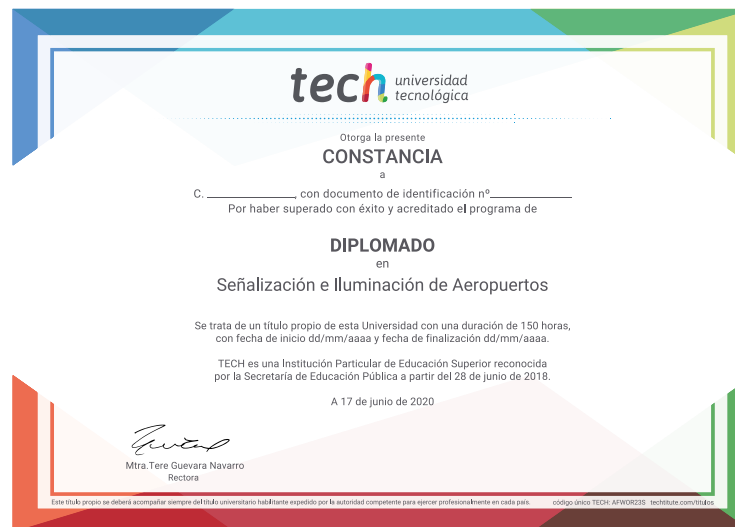 tech universidad
tecnológica
Otorga la presente
CONSTANCIA
a
C. ______________, con documento de identificación nº______________
Por haber superado con éxito y acreditado el programa de
DIPLOMADO
en
Señalización e Iluminación de Aeropuertos
Se trata de un título propio de esta Universidad con una duración de 150 horas,
con fecha de inicio dd/mm/aaaa y fecha de finalización dd/mm/aaaa.
TECH es una Institución Particular de Educación Superior reconocida
por la Secretaría de Educación Pública a partir del 28 de junio de 2018.
A 17 de junio de 2020
Mtra.Tere Guevara Navarro
Rectora
Este título propio se deberá acompañar siempre del título universitario habilitante expedido por la autoridad competente para ejercer profesionalmente en cada país. código único TECH: AFWOR23S techtitute.com/títulos